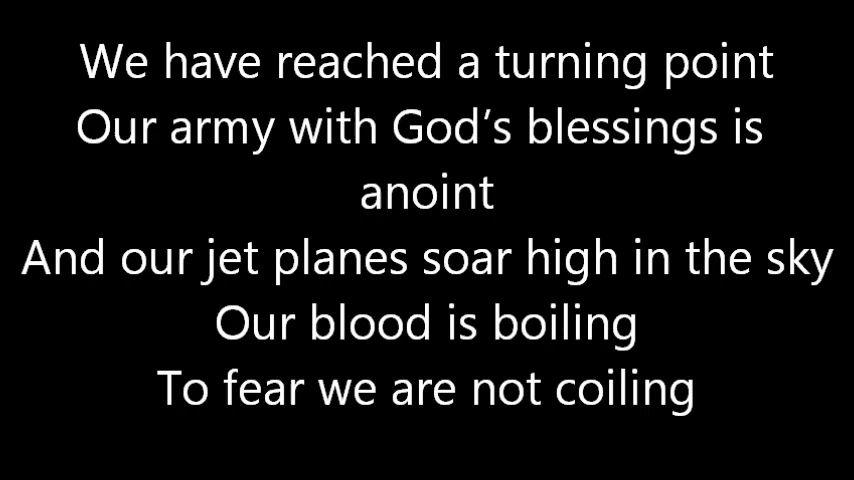 We have reached a turning point
Our army with God’s blessings is
anoint
And our jet planes soar high in the sky
Our blood is boiling
To fear we are not coiling